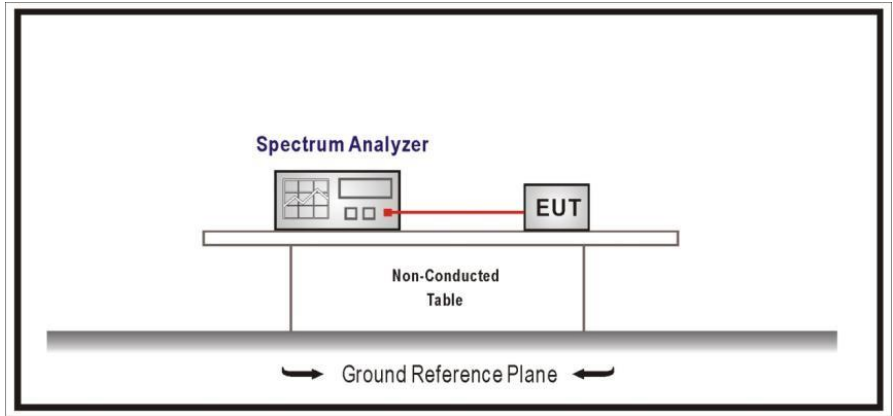 Spectrum Analyzer
EUT
Non-Conducted
Table
Ground Reference Plane